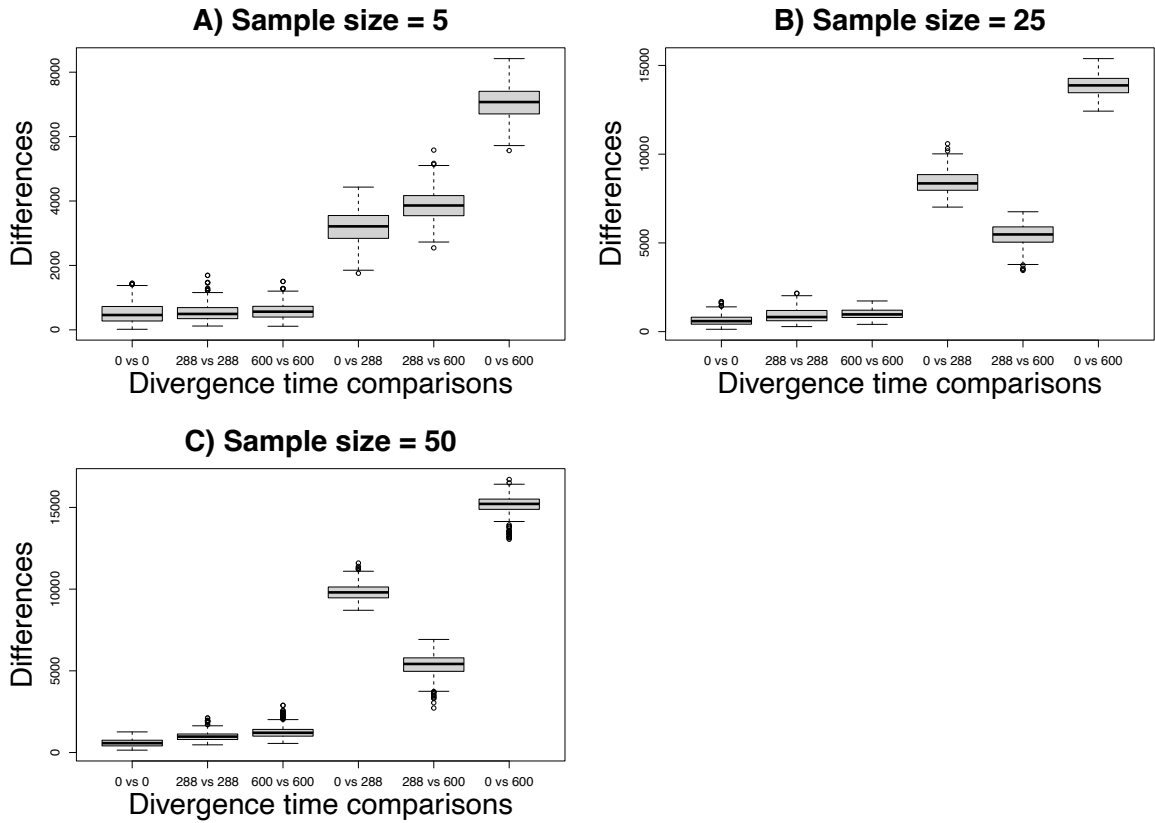 A) Sample size = 5
Differences
8000
6000
4000
2000
0
0 vs 0 288 vs 288 600 vs 600 0 vs 288 288 vs 600 0 vs 600
Divergence time comparisons
B) Sample size = 25
Differences
15000
10000
5000
0
0 vs 0 288 vs 288 600 vs 600 0 vs 288 288 vs 600 0 vs 600
Divergence time comparisons
C) Sample size = 50
Differences
15000
10000
5000
0
0 vs 0 288 vs 288 600 vs 600 0 vs 288 288 vs 600 0 vs 600
Divergence time comparisons